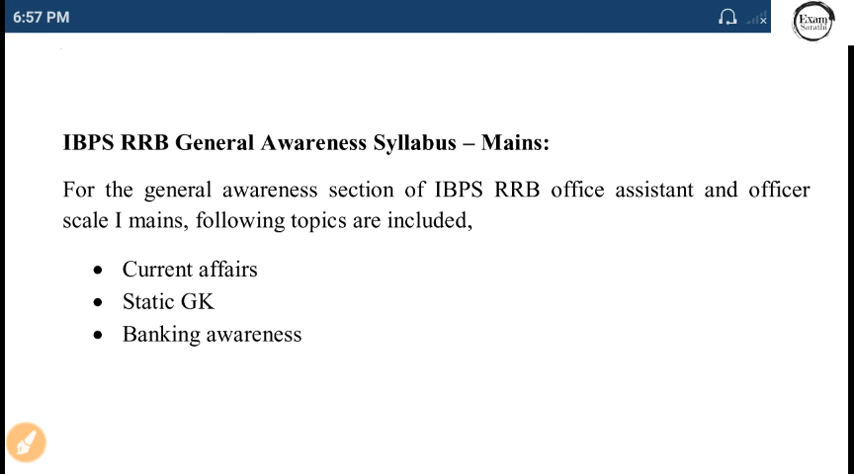 6:57 PM
Exam
Sarathi
IBPS RRB General Awareness Syllabus – Mains:
For the general awareness section of IBPS RRB office assistant and officer
scale I mains, following topics are included,
• Current affairs
• Static GK
• Banking awareness